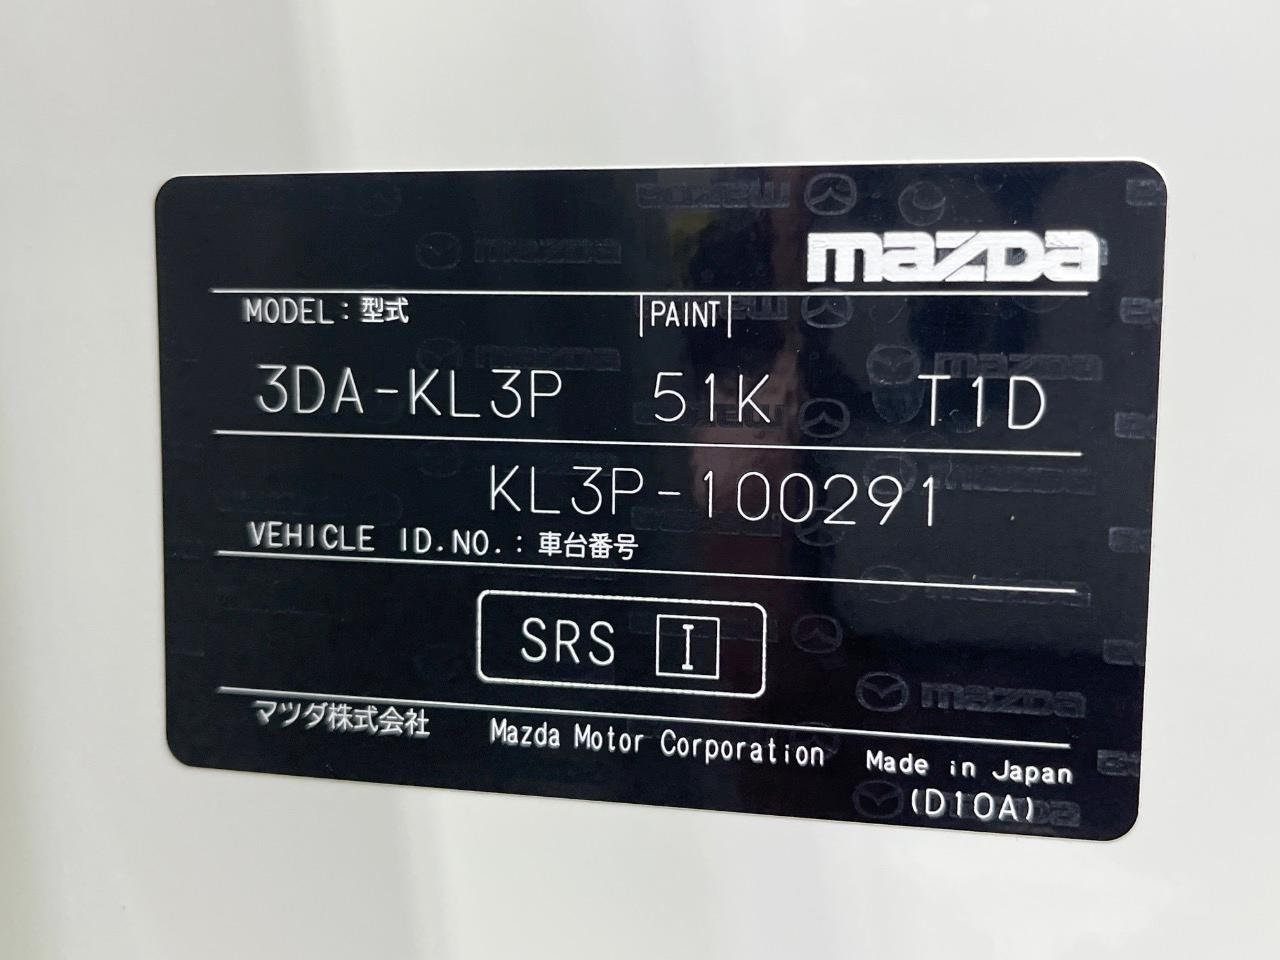 mazda
MODEL: 型式 |PAINT|
3DA-KL3P 51K T1D
KL3P-100291
VEHICLE ID.NO.: 車台番号
SRS I
マツダ株式会社 Mazda Motor Corporation Made in Japan
(D10A)